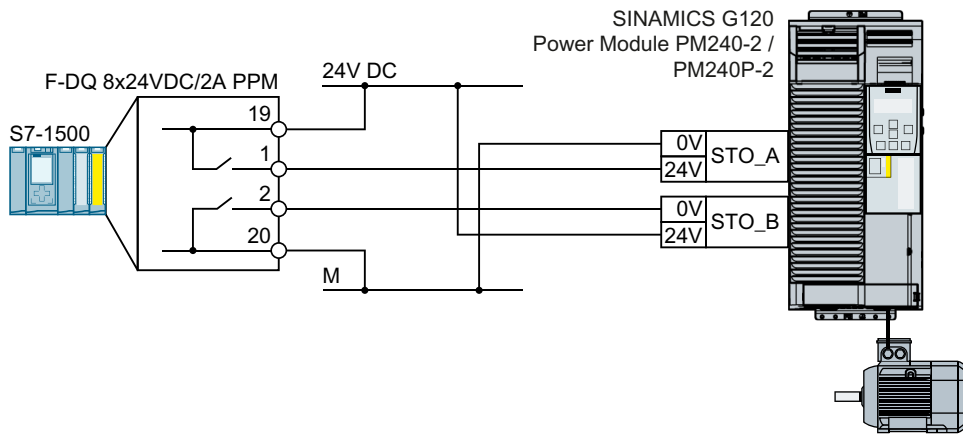 SINAMICS G120
Power Module PM240-2 /
PM240P-2
24V DC
F-DQ 8x24VDC/2A PPM
19
S7-1500
0V
STO_A
1
24V
2
0V
STO_B
20
24V
M